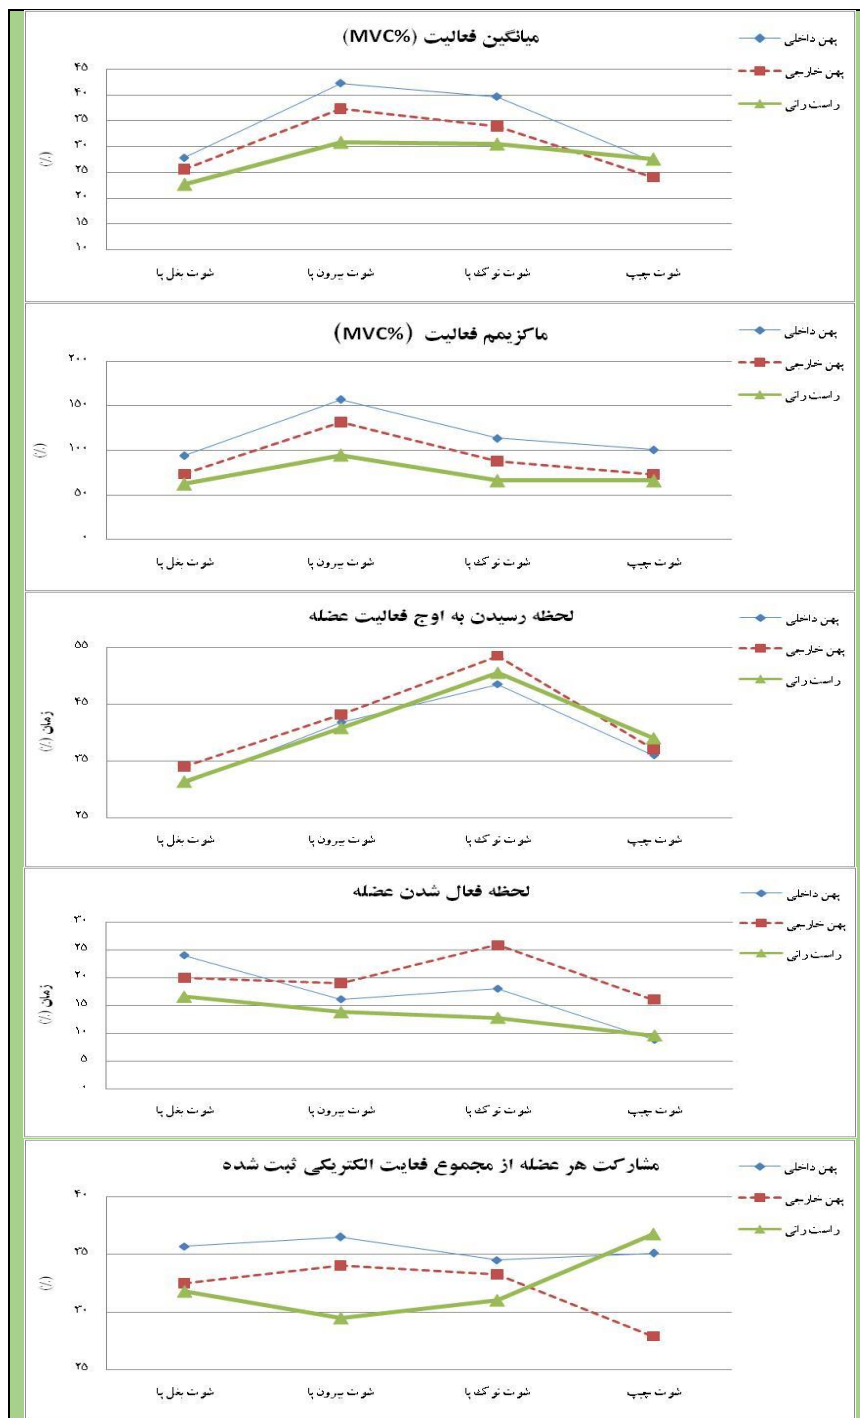 میانگین فعالیت (MVC%)
پهن داخلی
پهن خارجی
راست رانی
(٪)
۴۵
۴۰
۳۵
۳۰
۲۵
۲۰
۱۵
۱۰
شوت بغل پا
شوت بیرون پا
شوت نوک پا
شوت چیپ
ماکزیمم فعالیت (MVC%)
پهن داخلی
پهن خارجی
راست رانی
(٪)
۲۰۰
۱۵۰
۱۰۰
۵۰
۰
شوت بغل پا
شوت بیرون پا
شوت نوک پا
شوت چیپ
لحظه رسیدن به اوج فعالیت عضله
پهن داخلی
پهن خارجی
راست رانی
زمان (٪)
۵۵
۴۵
۳۵
۲۵
شوت بغل پا
شوت بیرون پا
شوت نوک پا
شوت چیپ
لحظه فعال شدن عضله
پهن داخلی
پهن خارجی
راست رانی
زمان (٪)
۳۰
۲۵
۲۰
۱۵
۱۰
۵
۰
شوت بغل پا
شوت بیرون پا
شوت نوک پا
شوت چیپ
مشارکت هر عضله از مجموع فعایت الکتریکی ثبت شده
پهن داخلی
پهن خارجی
راست رانی
(٪)
۴۰
۳۵
۳۰
۲۵
شوت بغل پا
شوت بیرون پا
شوت نوک پا
شوت چیپ